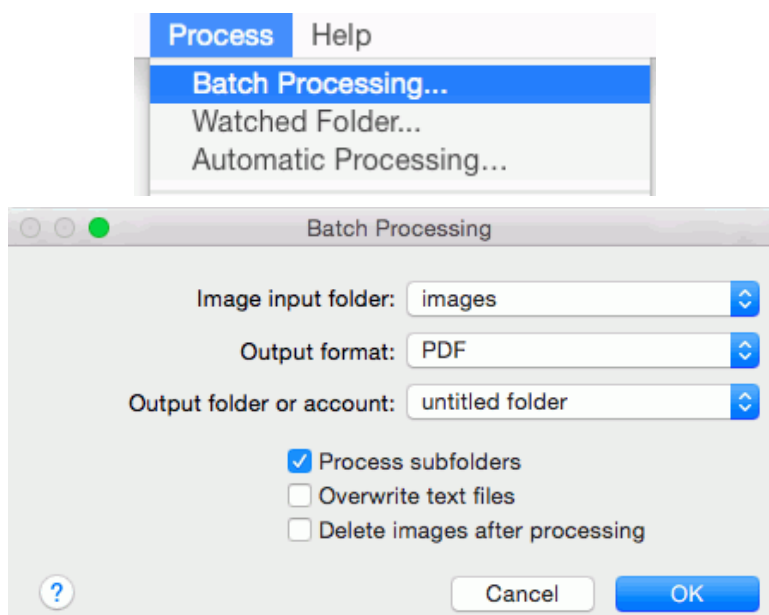 Process Help
Batch Processing...
Watched Folder...
Automatic Processing...
Batch Processing
Image input folder: images
Output format: PDF
Output folder or account: untitled folder
Process subfolders
Overwrite text files
Delete images after processing
? Cancel OK